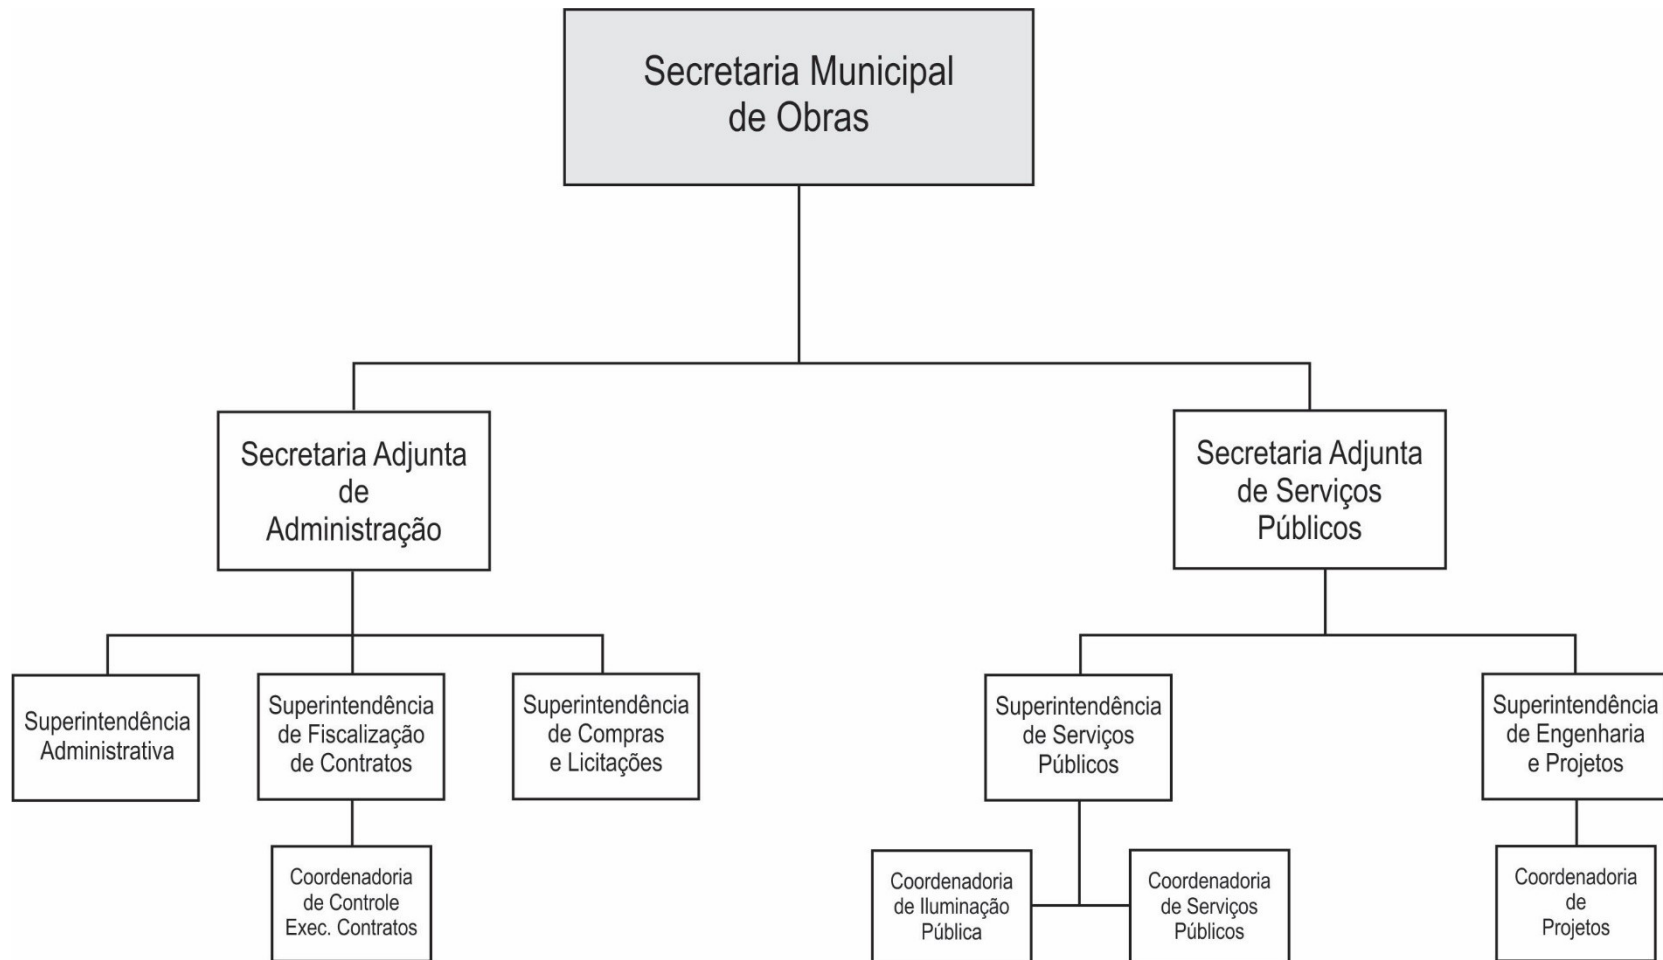 Secretaria Municipal
de Obras
Secretaria Adjunta
de
Administração
Secretaria Adjunta
de Serviços
Públicos
Superintendência
Administrativa
Superintendência
de Fiscalização
de Contratos
Superintendência
de Compras
e Licitações
Superintendência
de Serviços
Públicos
Superintendência
de Engenharia
e Projetos
Coordenadoria
de Controle
Exec. Contratos
Coordenadoria
de Iluminação
Pública
Coordenadoria
de Serviços
Públicos
Coordenadoria
de
Projetos